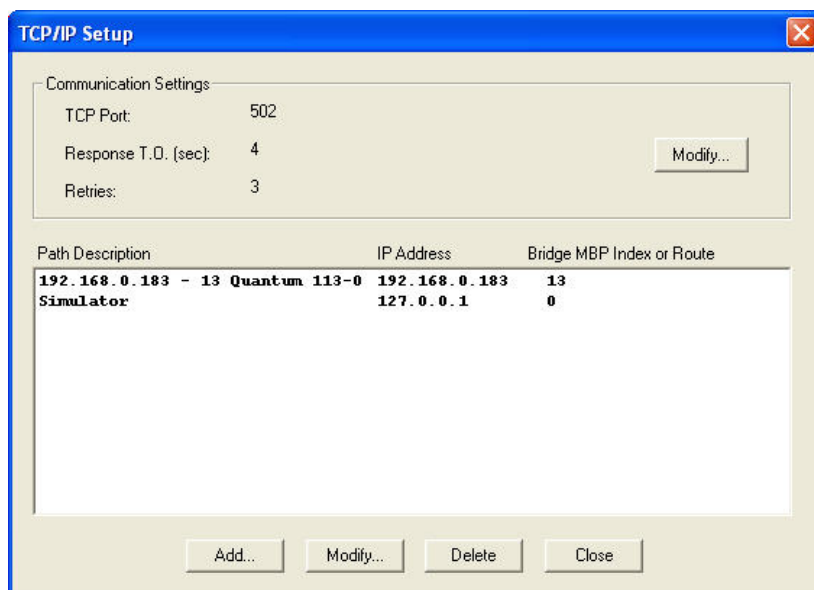 TCP/IP Setup
Communication Settings
TCP Port: 502
Response T.O. (sec): 4
Modify...
Retries: 3
Path Description IP Address Bridge MBP Index or Route
192.168.0.183 - 13 Quantum 113-0 192.168.0.183 13
Simulator 127.0.0.1 0
Add... Modify... Delete Close